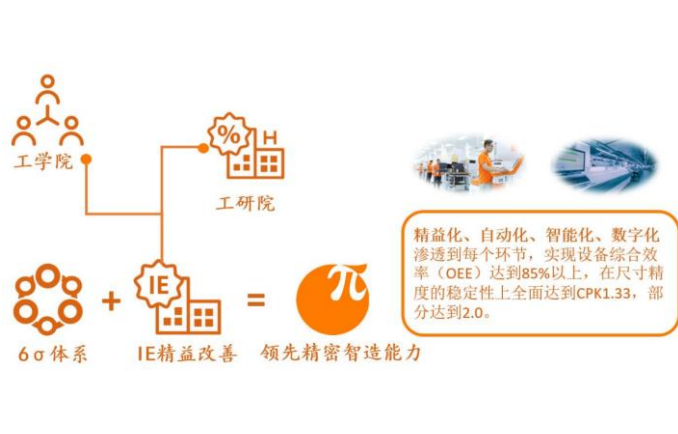 工学院
%
H
工研院
精益化、自动化、智能化、数字化
渗透到每个环节，实现设备综合效
率（OEE）达到85%以上，在尺寸精
度的稳定性上全面达到CPK1.33，部
分达到2.0。
IE
π
+
=
6σ体系
IE精益改善
领先精密智造能力